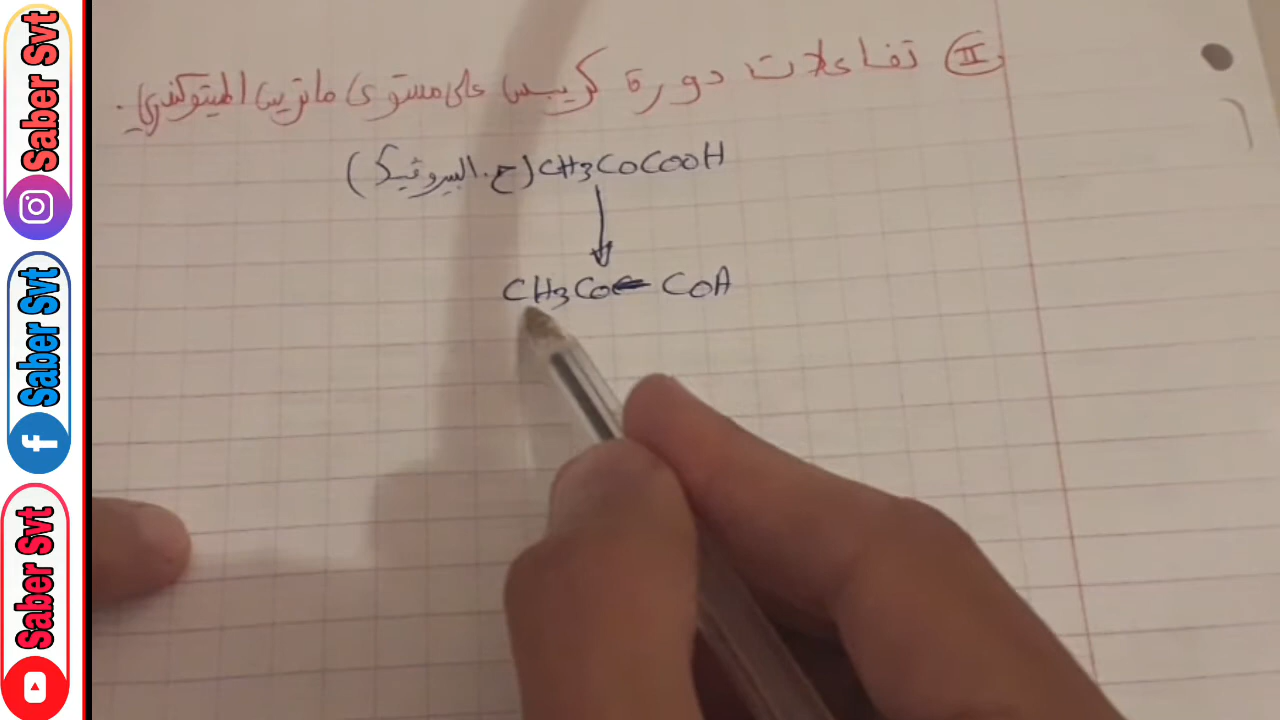 II تفاعلات دورة كريبس على مستوى ماتريس الميتوكندري.
CH3COCOOH (ح. البيروفيك)
CH3CO - COA
Saber Svt
Saber Svt
Saber Svt